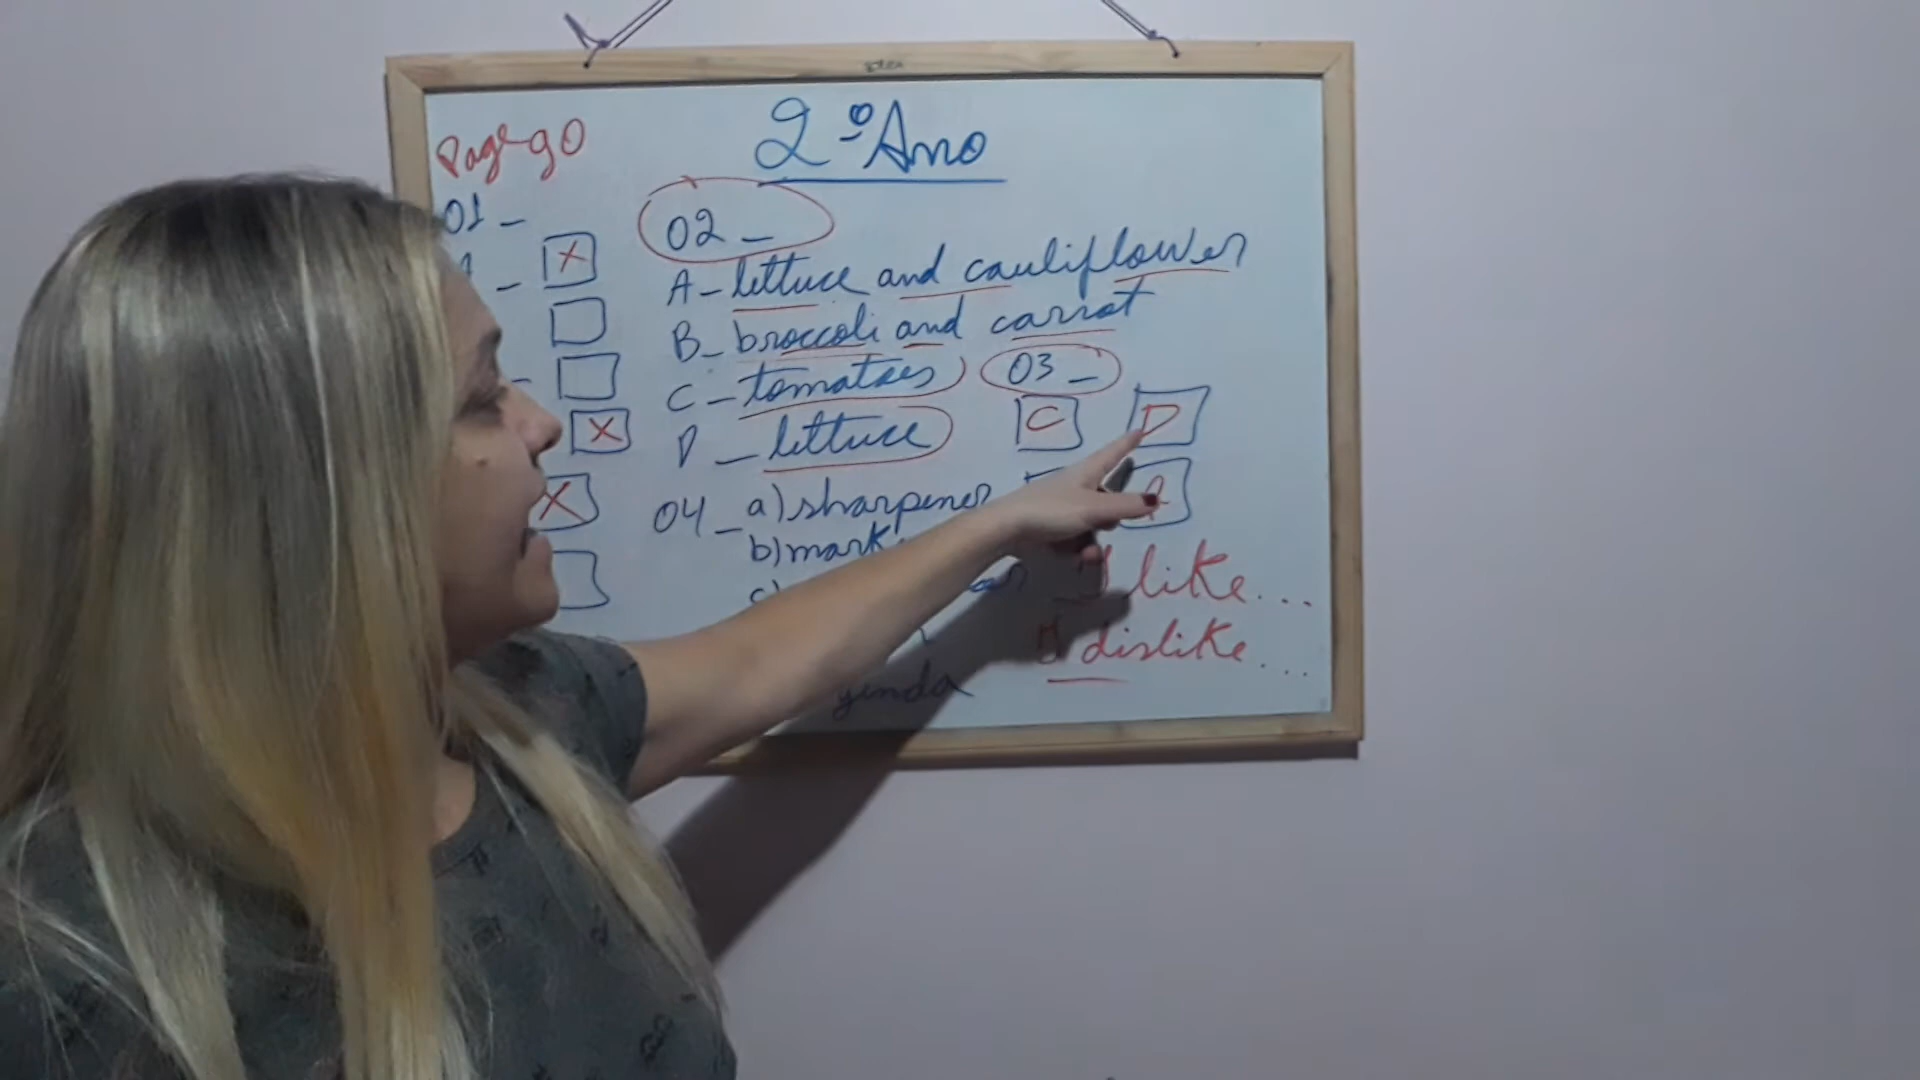 Page 90
2º Ano
01 -
X
X
X
02 -
A - lettuce and cauliflower
B - broccoli and carrot
C - tomatoes
D - lettuce
03 -
C D
A
04 - a) sharpener
b) mark
c)
I like...
I dislike...